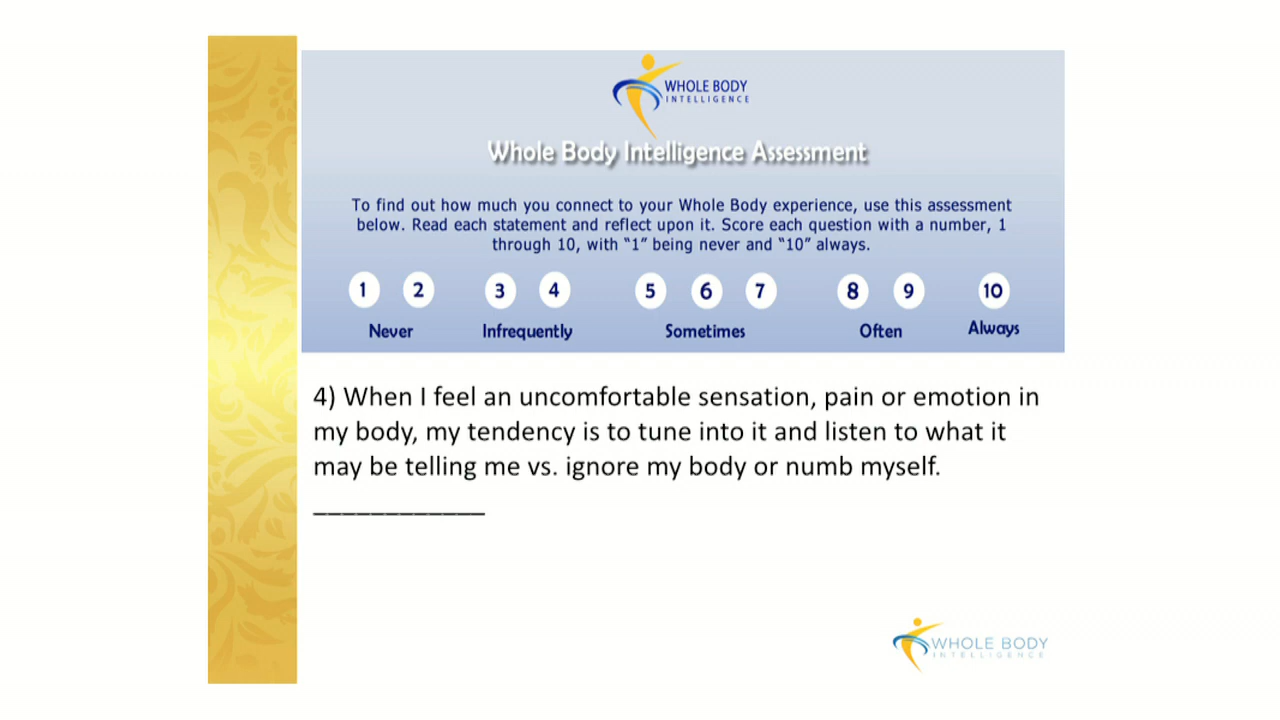 WHOLE BODY
INTELLIGENCE
Whole Body Intelligence Assessment
To find out how much you connect to your Whole Body experience, use this assessment
below. Read each statement and reflect upon it. Score each question with a number, 1
through 10, with “1” being never and “10” always.
1 2 3 4 5 6 7 8 9 10
Never Infrequently Sometimes Often Always
4) When I feel an uncomfortable sensation, pain or emotion in
my body, my tendency is to tune into it and listen to what it
may be telling me vs. ignore my body or numb myself.
____________
WHOLE BODY
INTELLIGENCE